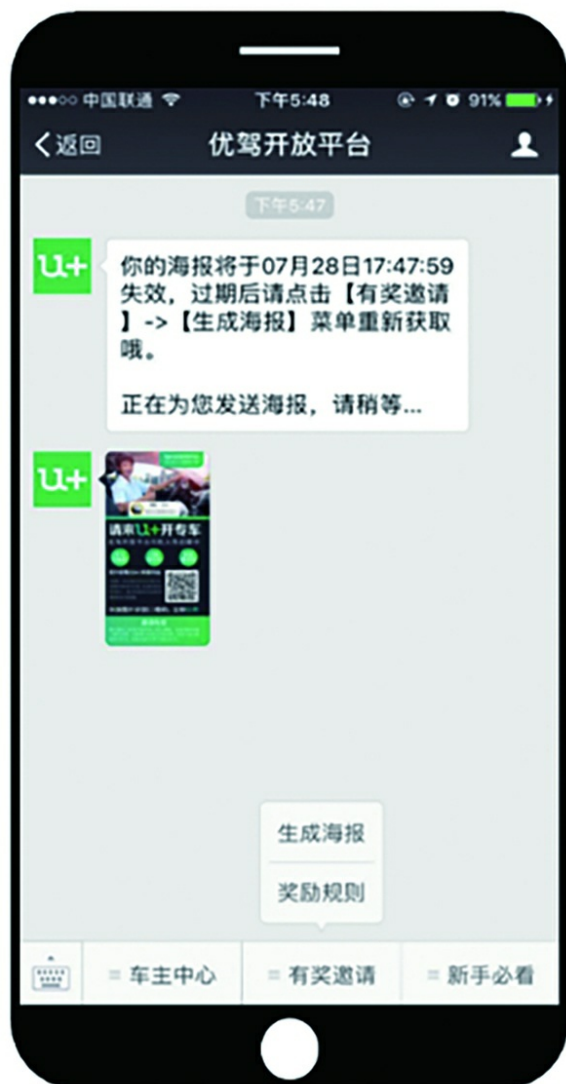 中国联通 下午5:48 91%
返回 优驾开放平台
下午5:47
U+
你的海报将于07月28日17:47:59
失效，过期后请点击【有奖邀请
】->【生成海报】菜单重新获取
哦。
正在为您发送海报，请稍等...
U+
请来U+开专车
生成海报
奖励规则
车主中心 有奖邀请 新手必看